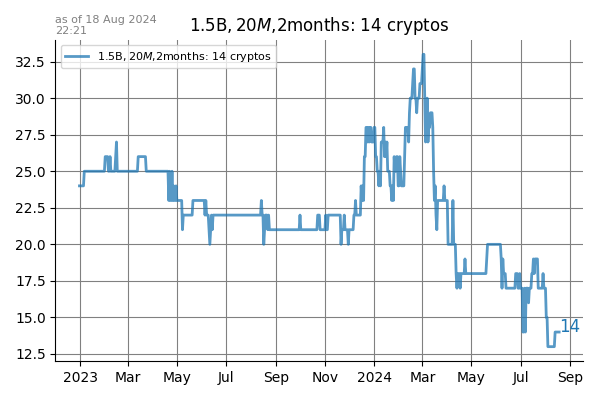 as of 18 Aug 2024
22:21
1.5B, 20M,2months: 14 cryptos
1.5B, 20M,2months: 14 cryptos
32.5
30.0
27.5
25.0
22.5
20.0
17.5
15.0
12.5
14
2023 Mar May Jul Sep Nov 2024 Mar May Jul Sep